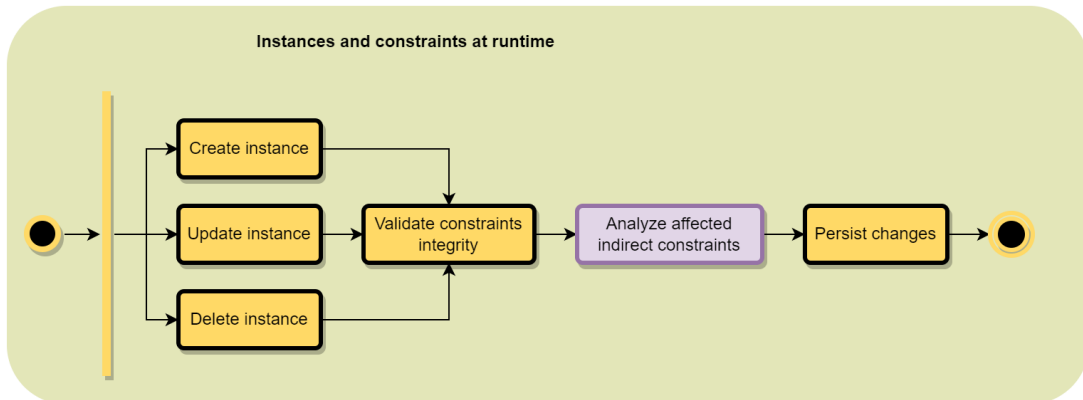 Instances and constraints at runtime
Create instance
Update instance
Delete instance
Validate constraints
integrity
Analyze affected
indirect constraints
Persist changes